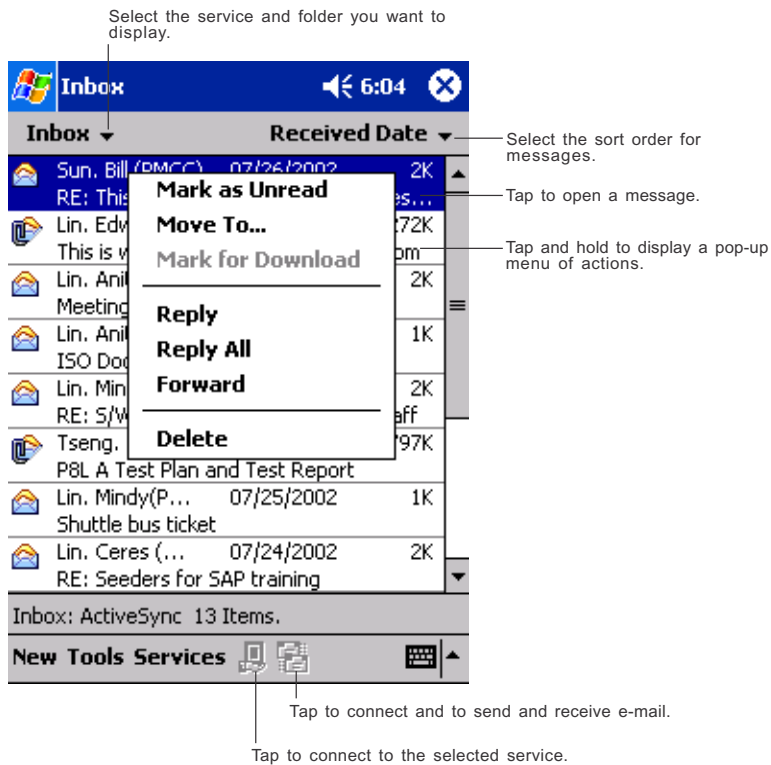 Select the service and folder you want to
display.
Inbox 6:04
Inbox Received Date
Sun. Bill (PMCC) 07/26/2002 2K
RE: This es...
Mark as Unread
Move To...
Mark for Download
Reply
Reply All
Forward
Delete
Lin. Edw 272K
This is v om
Lin. Anit 2K
Meeting
Lin. Anit 1K
ISO Doc
Lin. Min 2K
RE: S/W aff
Tseng. 97K
P8L A Test Plan and Test Report
Lin. Mindy(P... 07/25/2002 1K
Shuttle bus ticket
Lin. Ceres (... 07/24/2002 2K
RE: Seeders for SAP training
Inbox: ActiveSync 13 Items.
New Tools Services
Select the sort order for
messages.
Tap to open a message.
Tap and hold to display a pop-up
menu of actions.
Tap to connect and to send and receive e-mail.
Tap to connect to the selected service.